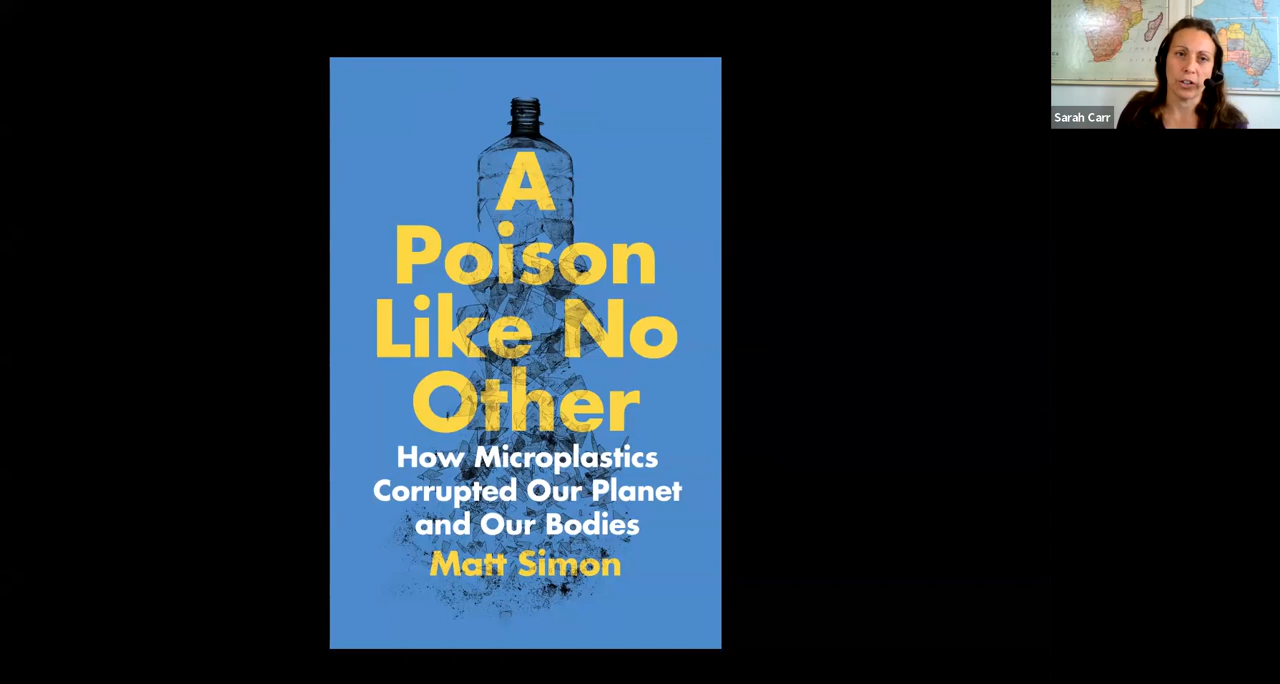 A
Poison
Like No
Other
How Microplastics
Corrupted Our Planet
and Our Bodies
Matt Simon
Sarah Carr